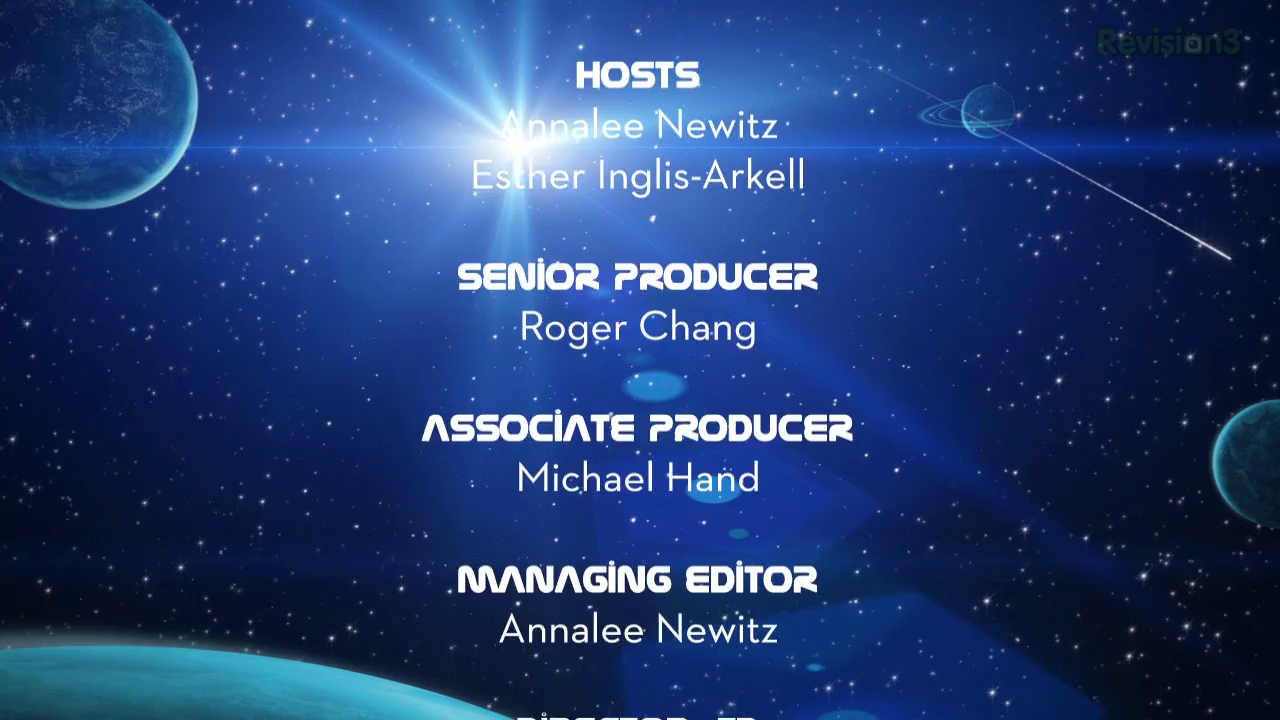 Revision3
HOSTS
Annalee Newitz
Esther Inglis-Arkell
SENIOR PRODUCER
Roger Chang
ASSOCIATE PRODUCER
Michael Hand
MANAGING EDITOR
Annalee Newitz